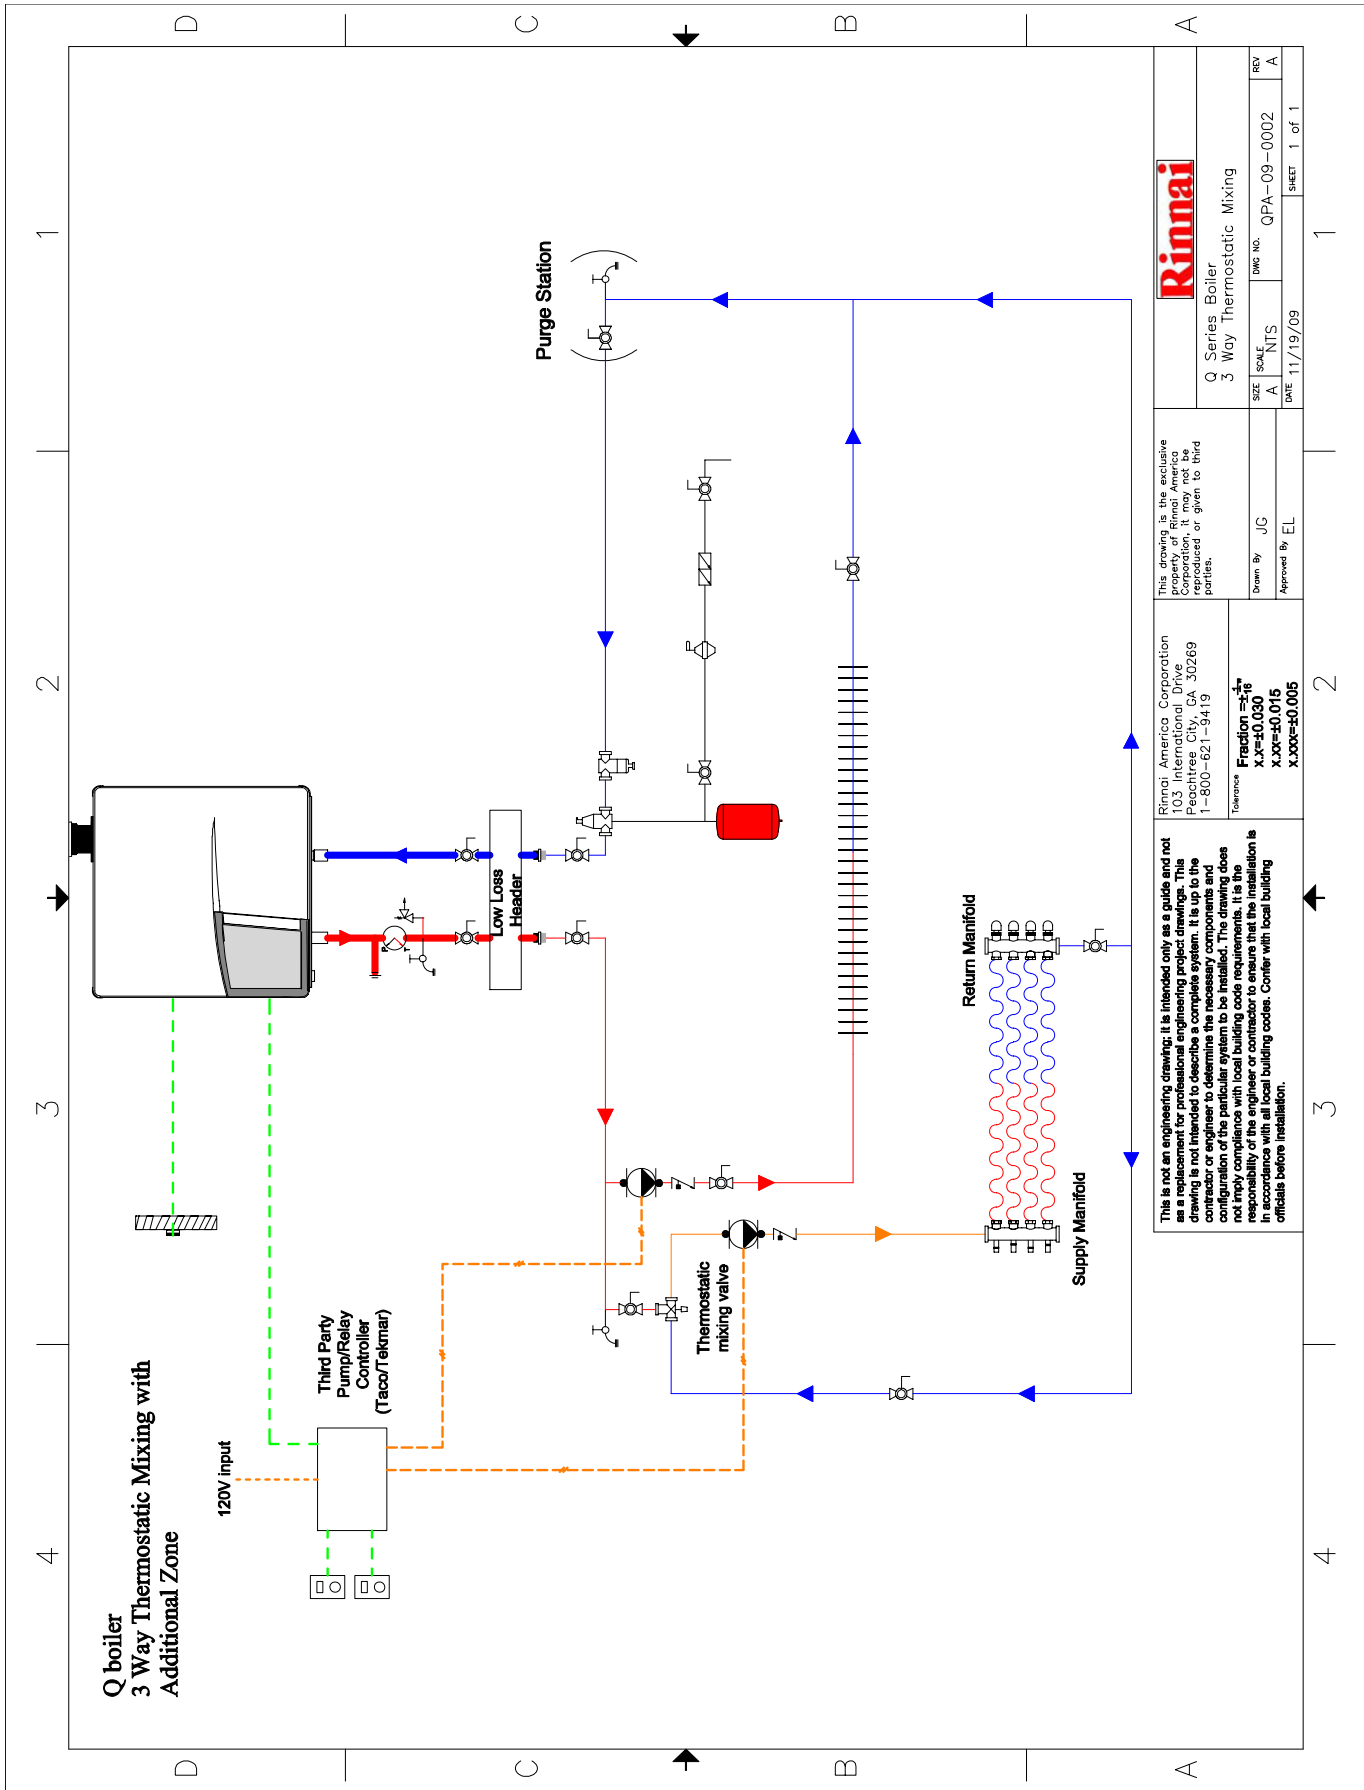 Q boiler
3 Way Thermostatic Mixing with
Additional Zone
120V input
Third Party
Pump/Relay
Controller
(Taco/Tekmar)
Low Loss
Header
Purge Station
Thermostatic
mixing valve
Supply Manifold
Return Manifold
D
C
B
A
D
C
B
A
4
3
2
1
4
3
2
1
This is not an engineering drawing; it is intended only as a guide and not
as a replacement for professional engineering project drawings. This
drawing is not intended to describe a complete system. It is up to the
contractor or engineer to determine the necessary components and
configuration of the particular system to be installed. The drawing does
not imply compliance with local building code requirements. It is the
responsibility of the engineer or contractor to ensure that the installation is
in accordance with all local building codes. Confer with local building
officials before installation.
Rinnai America Corporation
103 International Drive
Peachtree City, GA 30269
1-800-621-9419
Tolerance
Fraction =±1/16"
X.X=±0.030
X.XX=±0.015
X.XXX=±0.005
This drawing is the exclusive
property of Rinnai America
Corporation, it may not be
reproduced or given to third
parties.
Drawn By JG
Approved By EL
Rinnai
Q Series Boiler
3 Way Thermostatic Mixing
SIZE A
SCALE NTS
DWG NO. QPA-09-0002
REV A
DATE 11/19/09
SHEET 1 of 1